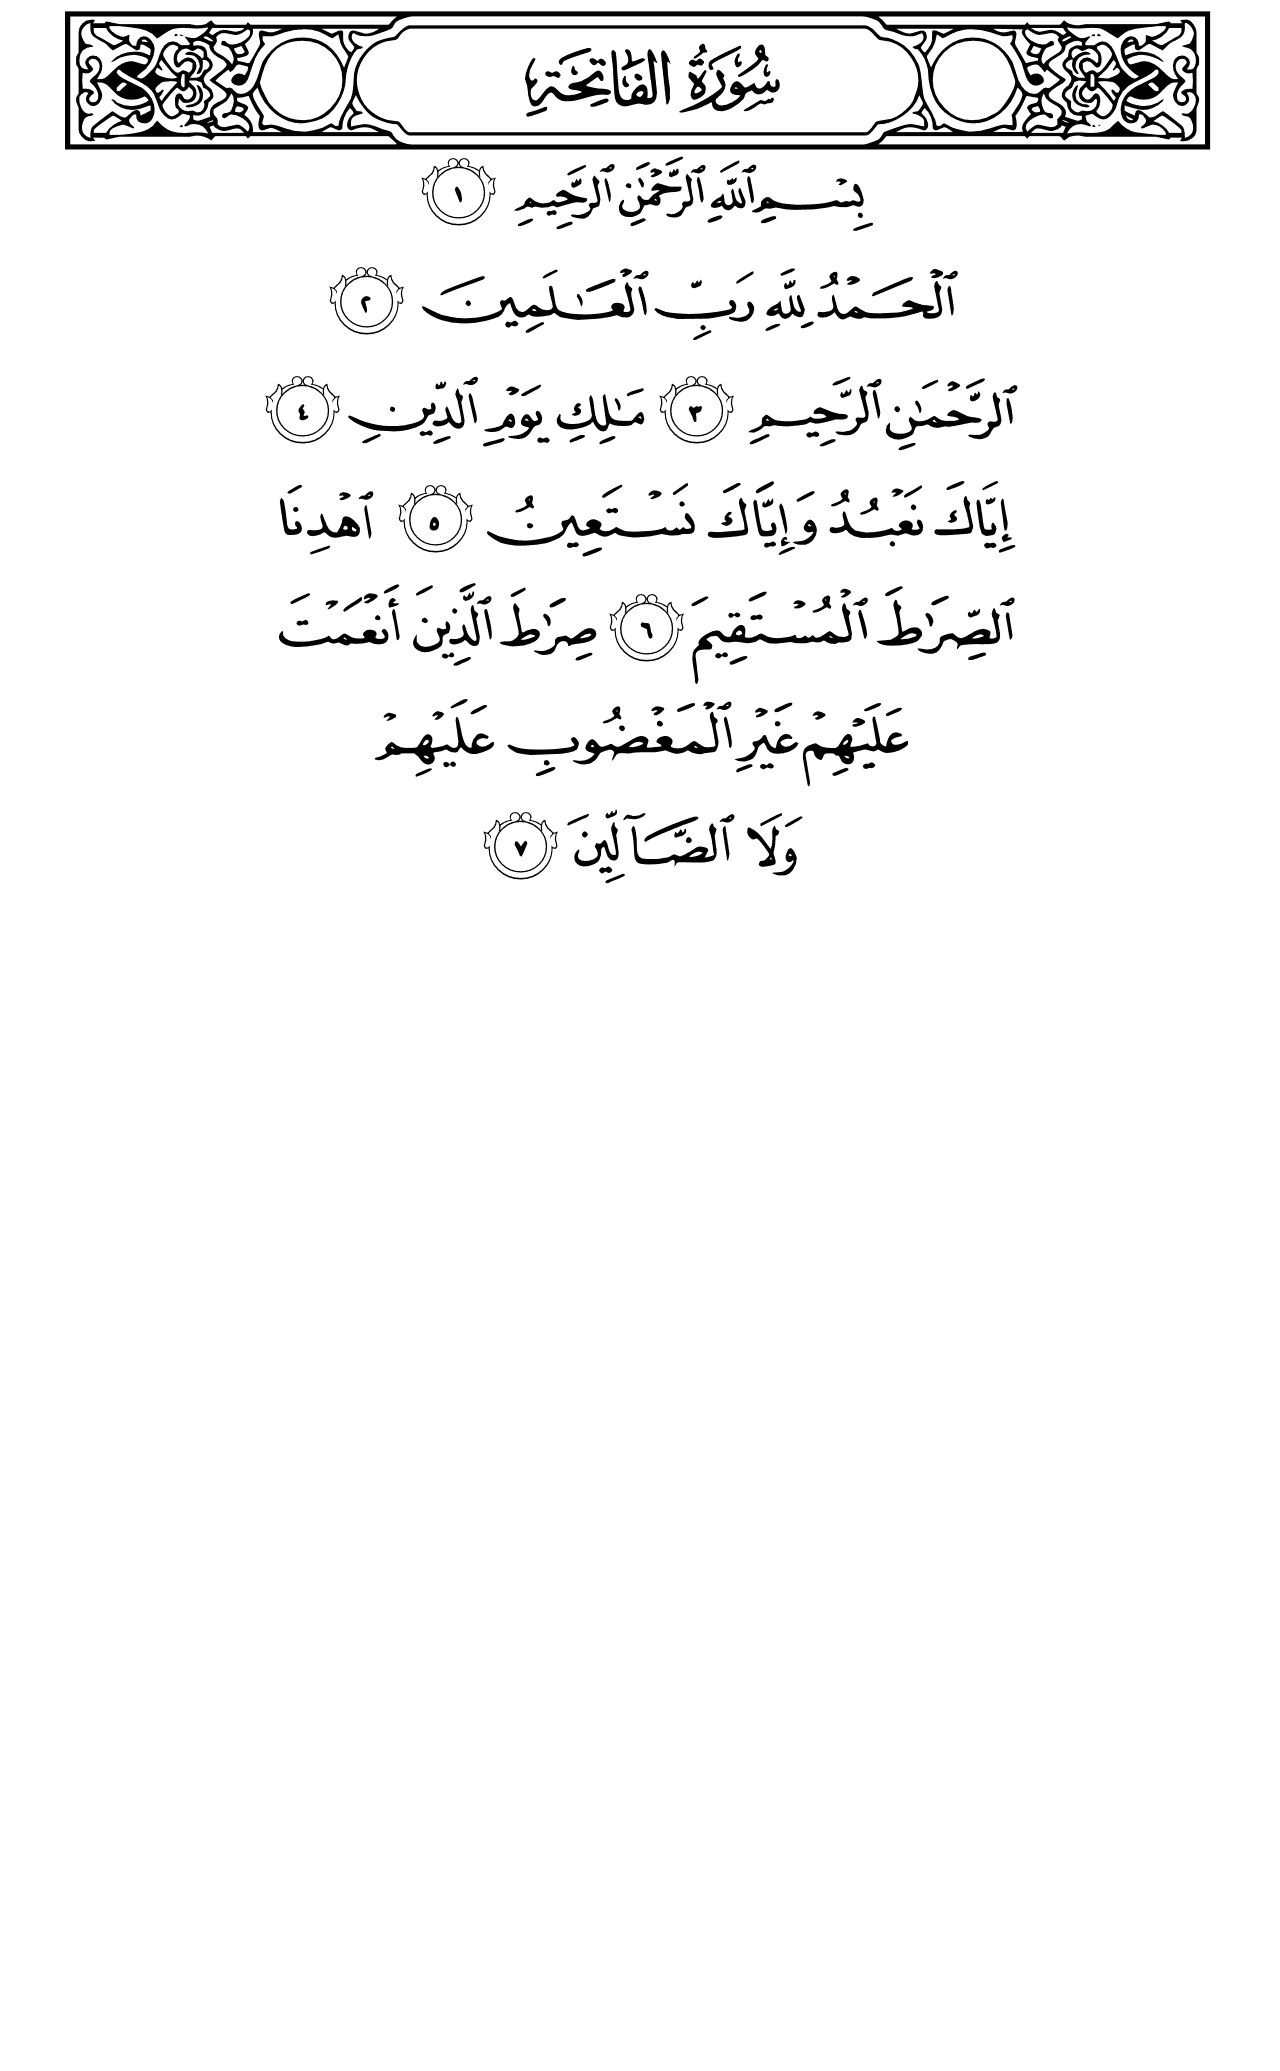 سُورَةُ الفَاتِحَةِ
بِسۡمِ ٱللَّهِ ٱلرَّحۡمَٰنِ ٱلرَّحِيمِ ١
ٱلۡحَمۡدُ لِلَّهِ رَبِّ ٱلۡعَٰلَمِينَ ٢
ٱلرَّحۡمَٰنِ ٱلرَّحِيمِ ٣ مَٰلِكِ يَوۡمِ ٱلدِّينِ ٤
إِيَّاكَ نَعۡبُدُ وَإِيَّاكَ نَسۡتَعِينُ ٥ ٱهۡدِنَا
ٱلصِّرَٰطَ ٱلۡمُسۡتَقِيمَ ٦ صِرَٰطَ ٱلَّذِينَ أَنۡعَمۡتَ
عَلَيۡهِمۡ غَيۡرِ ٱلۡمَغۡضُوبِ عَلَيۡهِمۡ
وَلَا ٱلضَّآلِّينَ ٧